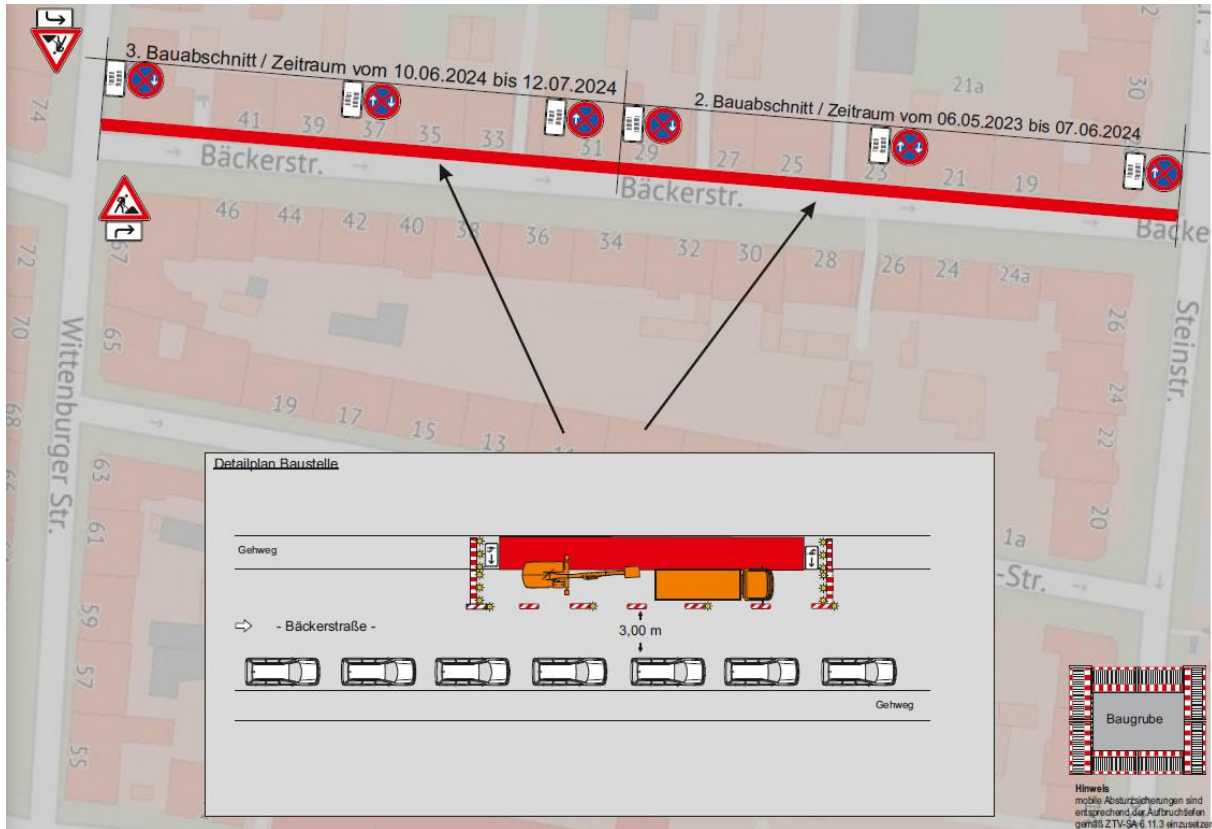 3. Bauabschnitt / Zeitraum vom 10.06.2024 bis 12.07.2024
2. Bauabschnitt / Zeitraum vom 06.05.2023 bis 07.06.2024
21a
30
74
41
39
37
35
33
31
29
27
25
23
21
19
Bäckerstr.
Bäckerstr.
Bäcke
46
44
42
40
38
36
34
32
30
28
26
24
24a
67
65
72
70
68
Wittenburger Str.
Steinstr.
26
24
22
20
19
17
15
13
63
61
59
57
55
1a
-Str.
Detailplan Baustelle
Gehweg
- Bäckerstraße -
3,00 m
Gehweg
Baugrube
Hinweis
mobile Absturzsicherungen sind
entsprechend der Aufbruchtiefen
gemäß ZTV-SA 6.11.3 einzusetzen